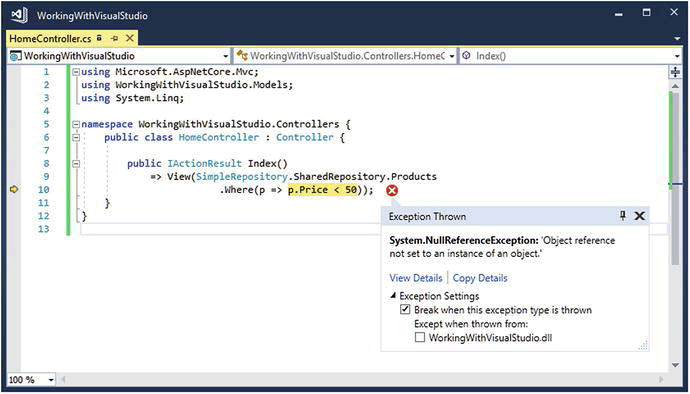 WorkingWithVisualStudio
HomeController.cs
WorkingWithVisualStudio
WorkingWithVisualStudio.Controllers.HomeC
Index()
1 using Microsoft.AspNetCore.Mvc;
2 using WorkingWithVisualStudio.Models;
3 using System.Linq;
4
5 namespace WorkingWithVisualStudio.Controllers {
6 public class HomeController : Controller {
7
8 public IActionResult Index()
9 => View(SimpleRepository.SharedRepository.Products
10 .Where(p => p.Price < 50));
11 }
12 }
13
Exception Thrown
System.NullReferenceException: 'Object reference
not set to an instance of an object.'
View Details | Copy Details
Exception Settings
Break when this exception type is thrown
Except when thrown from:
WorkingWithVisualStudio.dll
100 %